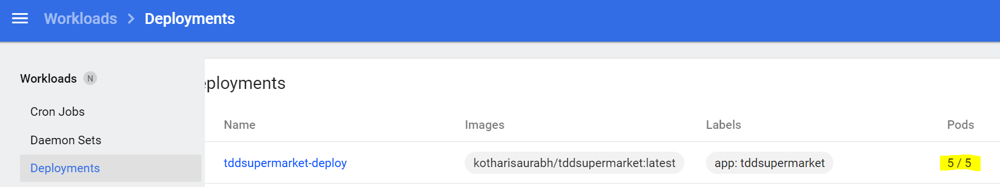 Workloads > Deployments
Workloads N
Cron Jobs
Daemon Sets
Deployments
eployments
Name Images Labels Pods
tddsupermarket-deploy kotharisaurabh/tddsupermarket:latest app: tddsupermarket 5 / 5